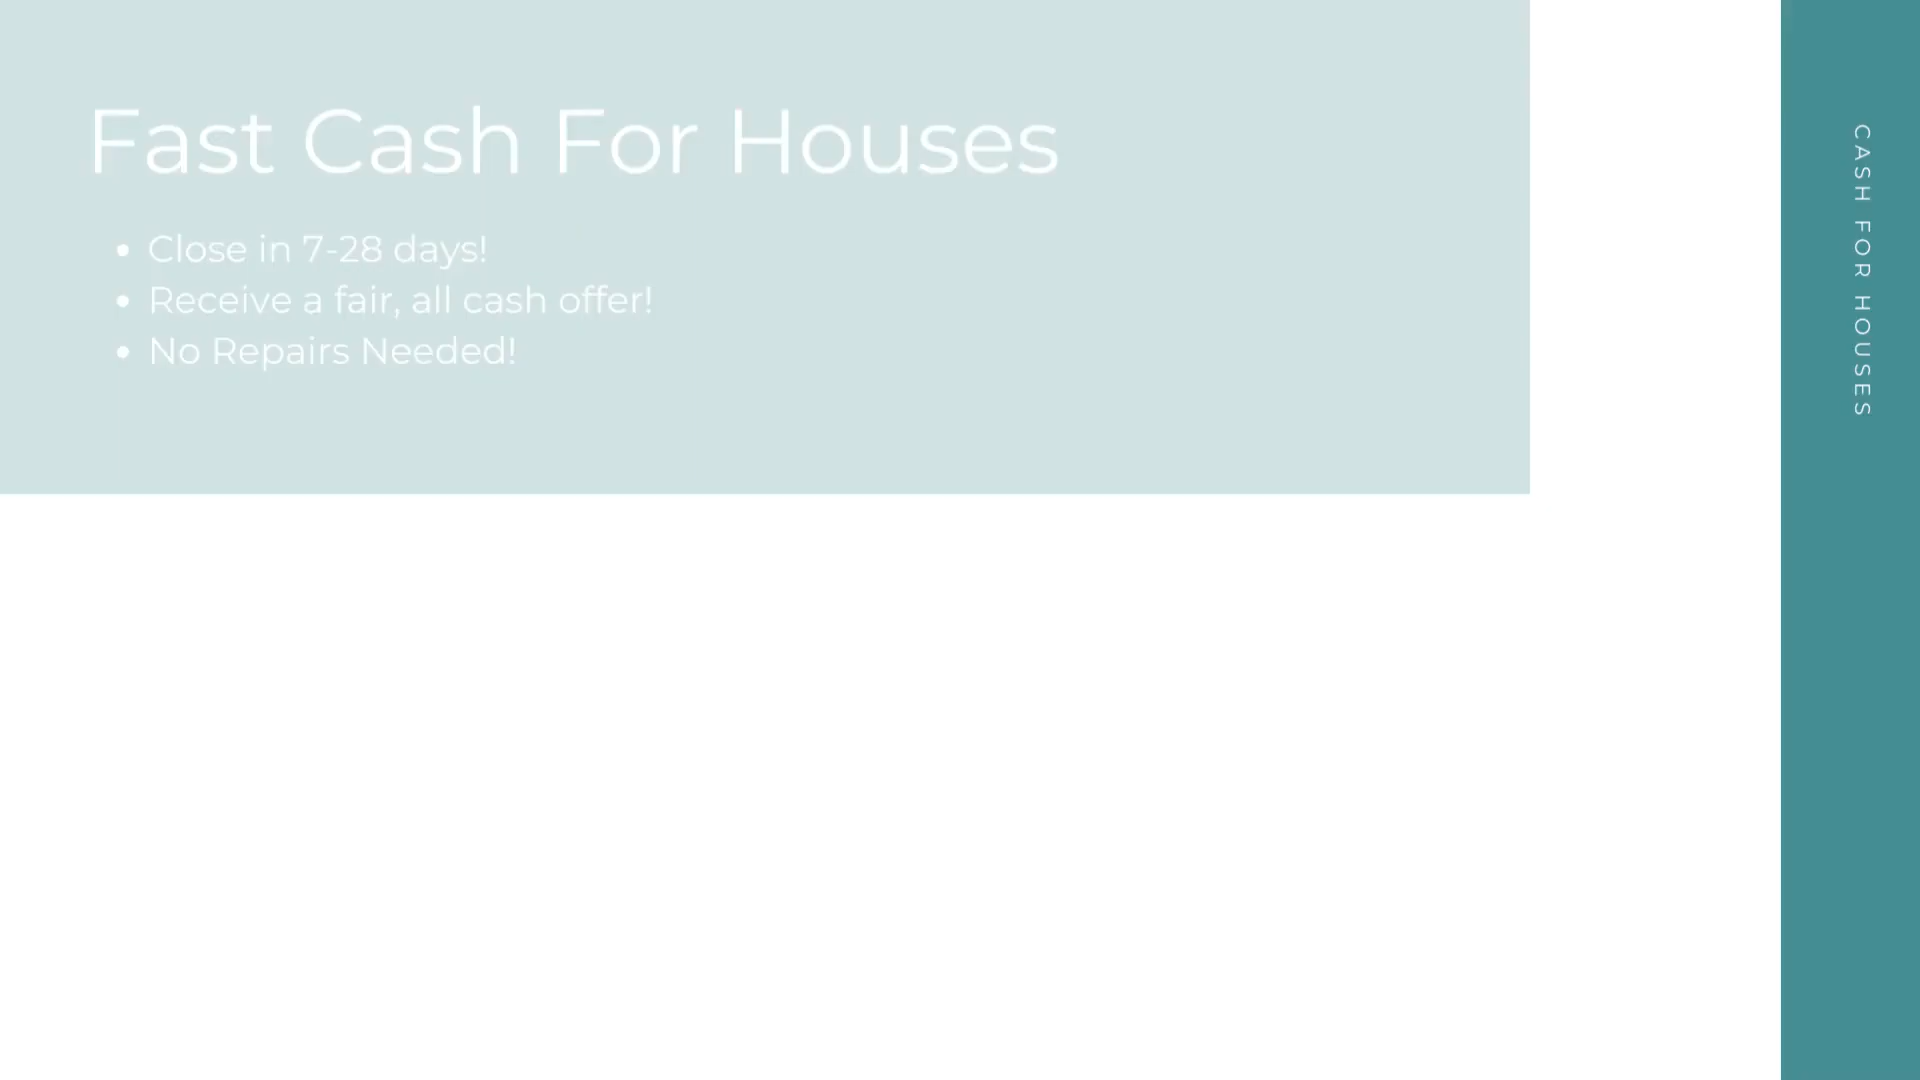 Fast Cash For Houses
• Close in 7-28 days!
• Receive a fair, all cash offer!
• No Repairs Needed!
CASH FOR HOUSES